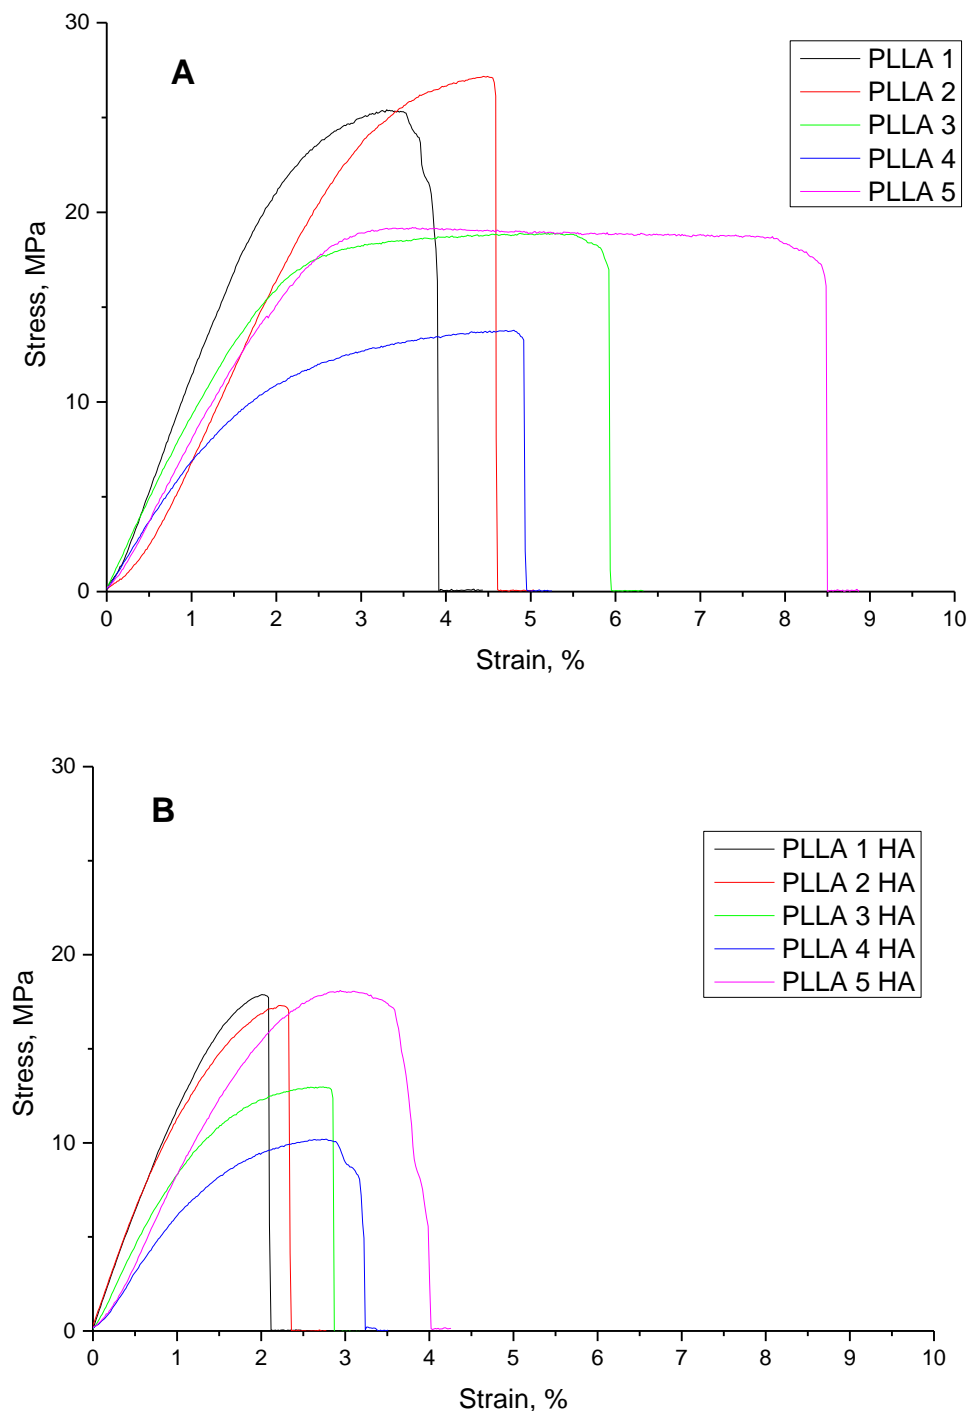 30
A
PLLA 1
PLLA 2
PLLA 3
PLLA 4
PLLA 5
20
Stress, MPa
10
0
0 1 2 3 4 5 6 7 8 9 10
Strain, %
30
B
PLLA 1 HA
PLLA 2 HA
PLLA 3 HA
PLLA 4 HA
PLLA 5 HA
20
Stress, MPa
10
0
0 1 2 3 4 5 6 7 8 9 10
Strain, %